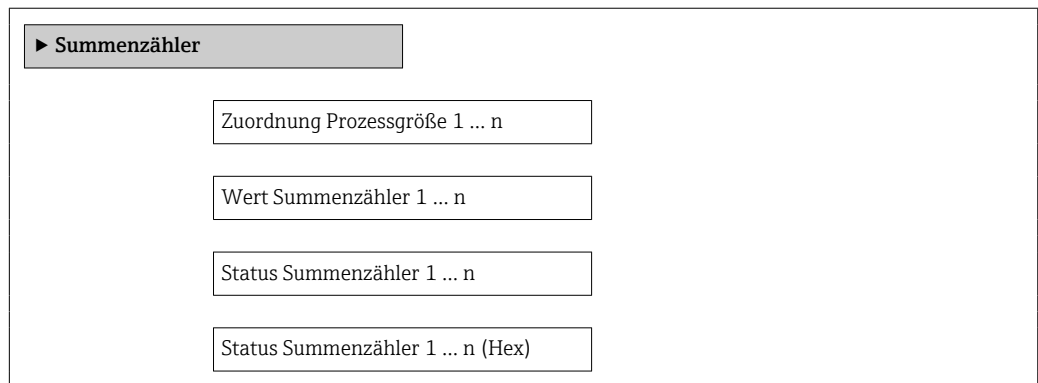 ▶ Summenzähler
Zuordnung Prozessgröße 1 … n
Wert Summenzähler 1 … n
Status Summenzähler 1 … n
Status Summenzähler 1 … n (Hex)